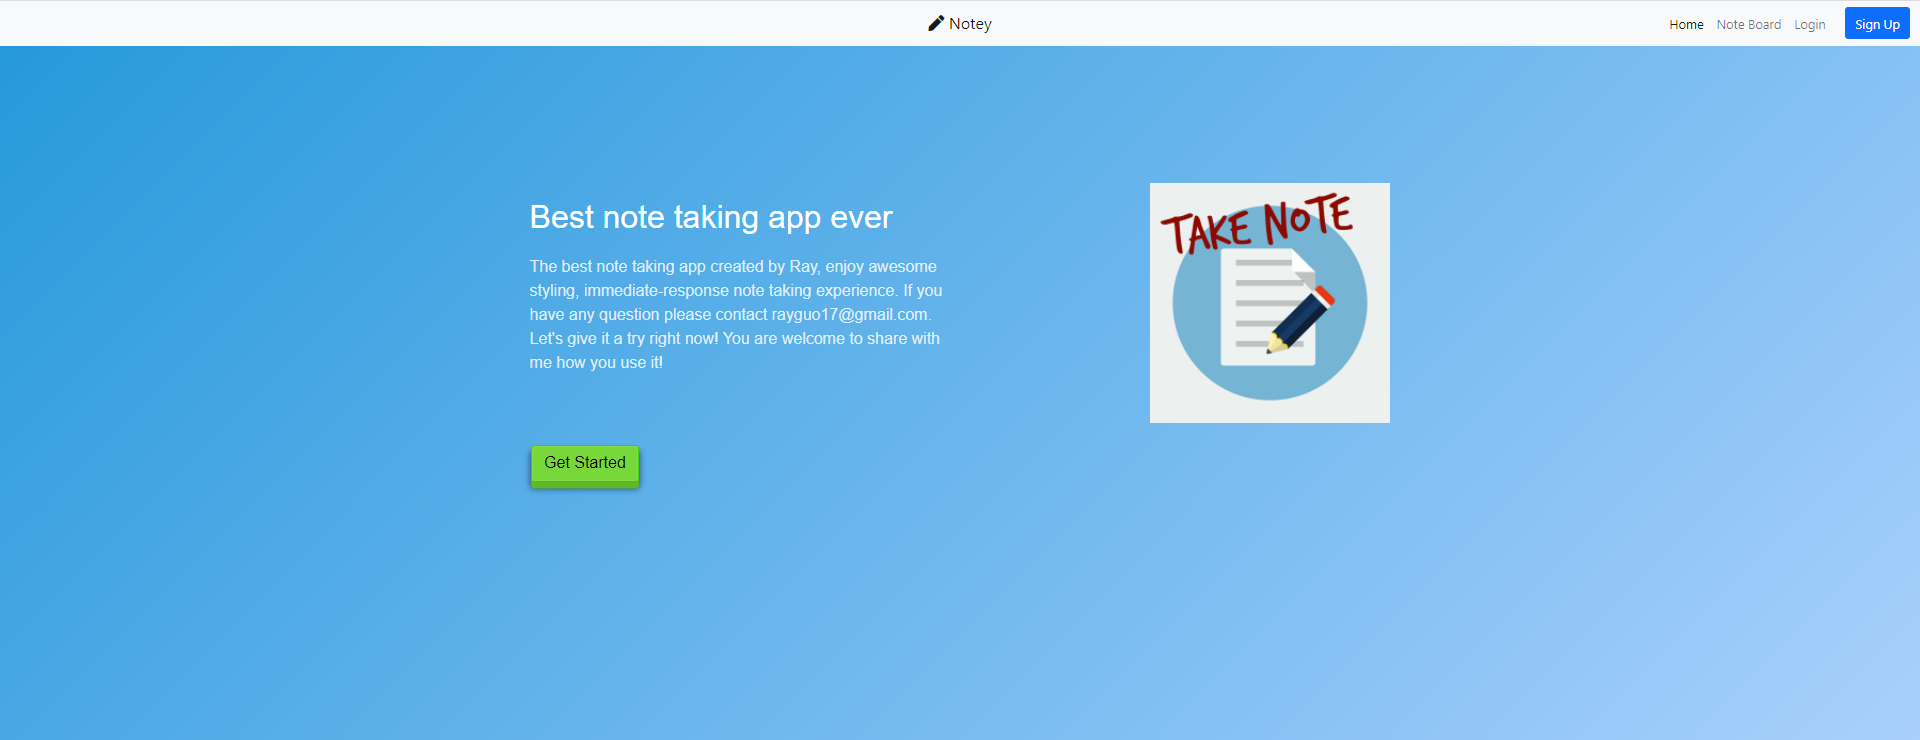 Notey
Home
Note Board
Login
Sign Up
Best note taking app ever
The best note taking app created by Ray, enjoy awesome
styling, immediate-response note taking experience. If you
have any question please contact rayguo17@gmail.com.
Let's give it a try right now! You are welcome to share with
me how you use it!
TAKE NOTE
Get Started